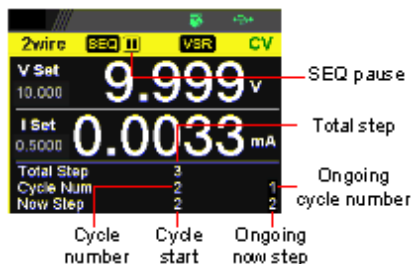 2wire SEQ VSR CV
V Set
10.000
9.999 V
SEQ pause
I Set
0.5000
0.0033 mA
Total step
Total Step 3
Cycle Num 2 1
Now Step 2 2
Ongoing
cycle number
Cycle
number
Cycle
start
Ongoing
now step